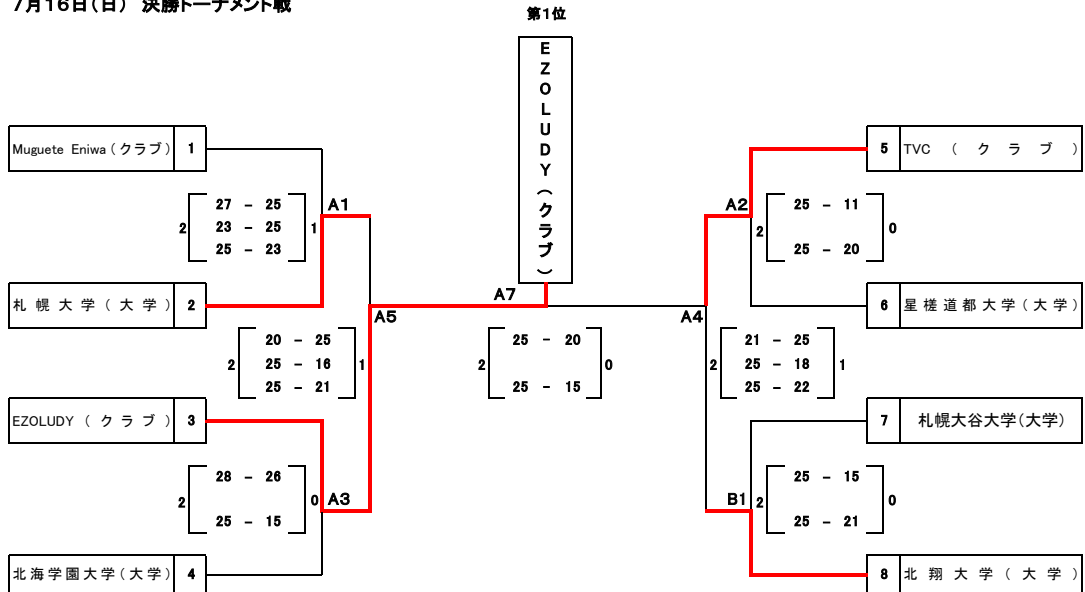 7月16日(日) 決勝トーナメント戦
第1位
EZOLUDY(クラブ)
Muguete Eniwa(クラブ) 1
5 TVC (クラブ)
A1
27 - 25
2 23 - 25 1
25 - 23
A2
25 - 11
2 0
25 - 20
札幌大学(大学) 2
A7
6 星槎道都大学(大学)
A5
A4
20 - 25
2 25 - 16 1
25 - 21
25 - 20
2 0
25 - 15
21 - 25
2 25 - 18 1
25 - 22
EZOLUDY (クラブ) 3
7 札幌大谷大学(大学)
28 - 26
2 0 A3
25 - 15
B1
25 - 15
2 0
25 - 21
北海学園大学(大学) 4
8 北翔大学(大学)